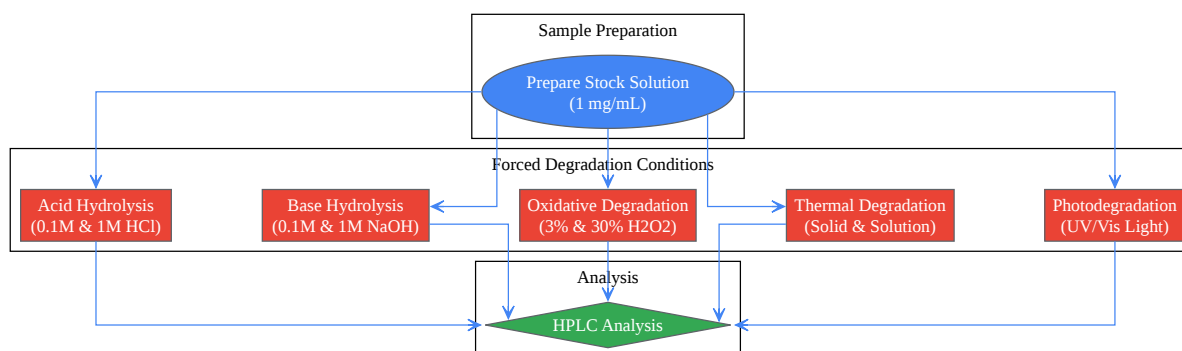 Sample Preparation
Prepare Stock Solution
(1 mg/mL)
Forced Degradation Conditions
Acid Hydrolysis
(0.1M & 1M HCl)
Base Hydrolysis
(0.1M & 1M NaOH)
Oxidative Degradation
(3% & 30% H2O2)
Thermal Degradation
(Solid & Solution)
Photodegradation
(UV/Vis Light)
Analysis
HPLC Analysis